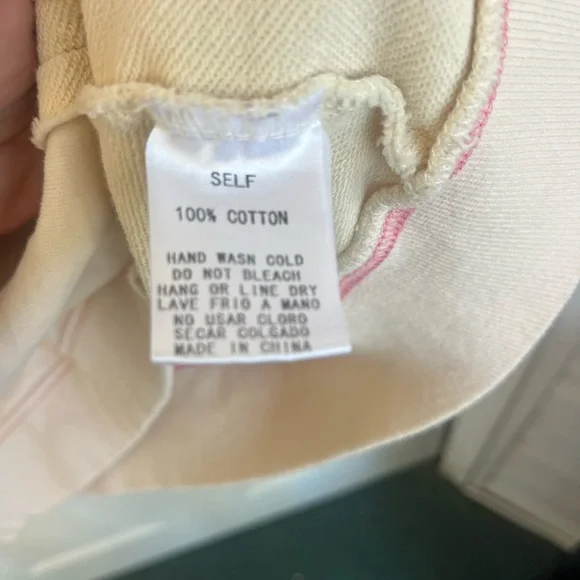 SELF
100% COTTON
HAND WASN COLD
DO NOT BLEACH
HANG OR LINE DRY
LAVE FRIO A MANO
NO USAR CLORO
SECAR COLGADO
MADE IN CHINA